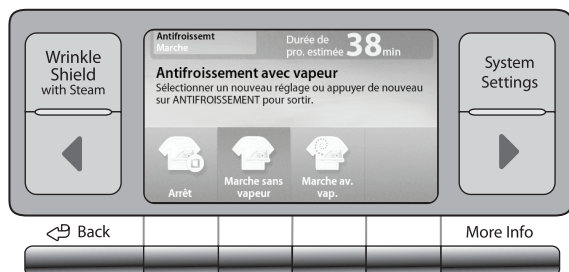 Wrinkle
Shield
with Steam
Antifroissemt
Marche
Durée de
pro. estimée 38 min
Antifroissement avec vapeur
Sélectionner un nouveau réglage ou appuyer de nouveau
sur ANTIFROISSEMENT pour sortir.
Arrêt
Marche sans
vapeur
Marche av.
vap.
System
Settings
Back
More Info